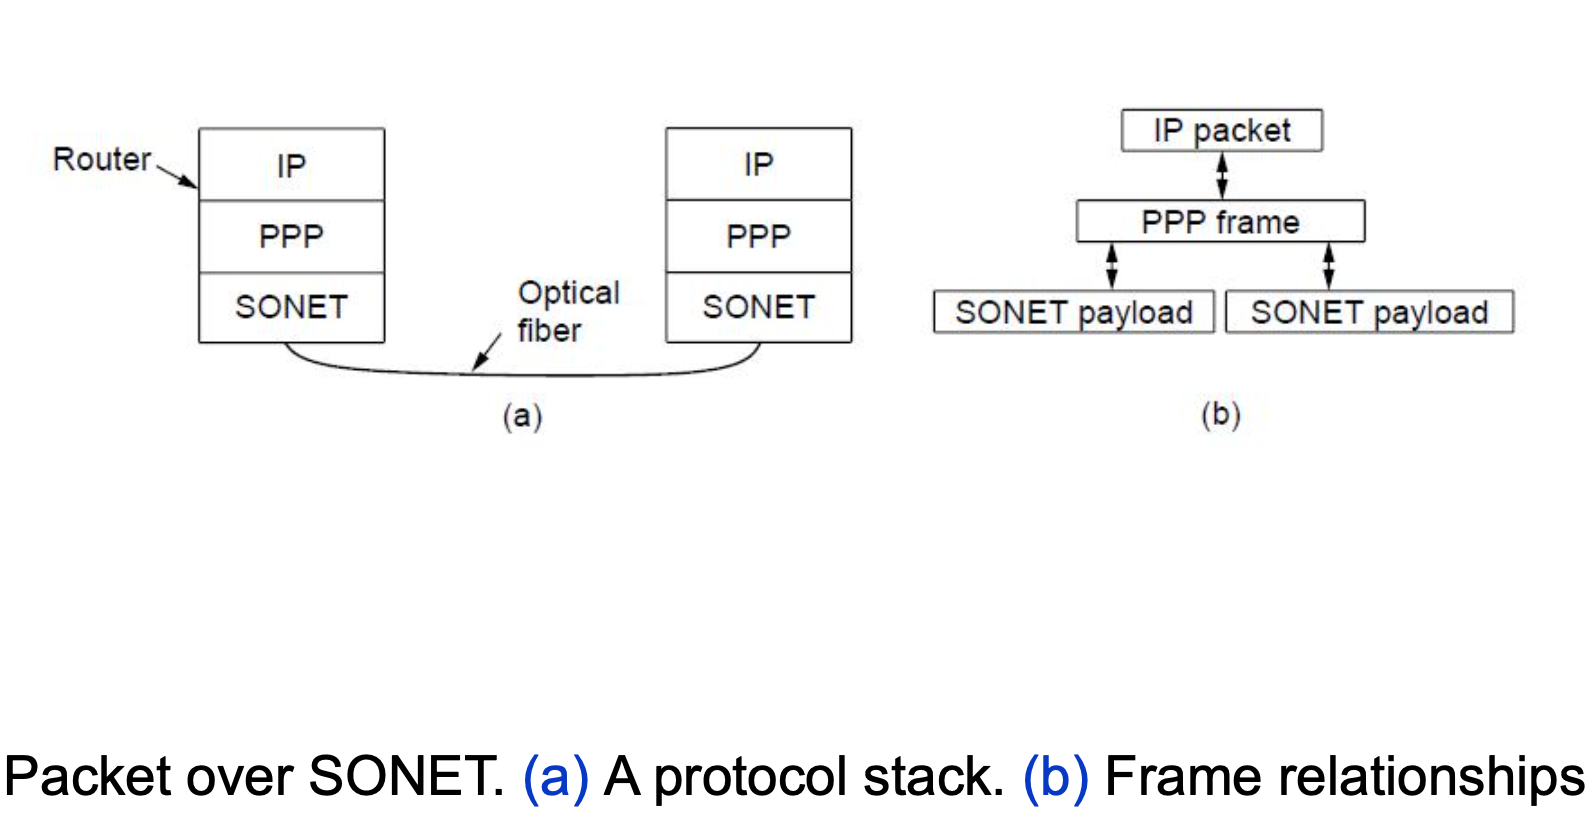 Router
IP
PPP
SONET
Optical
fiber
IP
PPP
SONET
(a)
IP packet
PPP frame
SONET payload
SONET payload
(b)
Packet over SONET. (a) A protocol stack. (b) Frame relationships